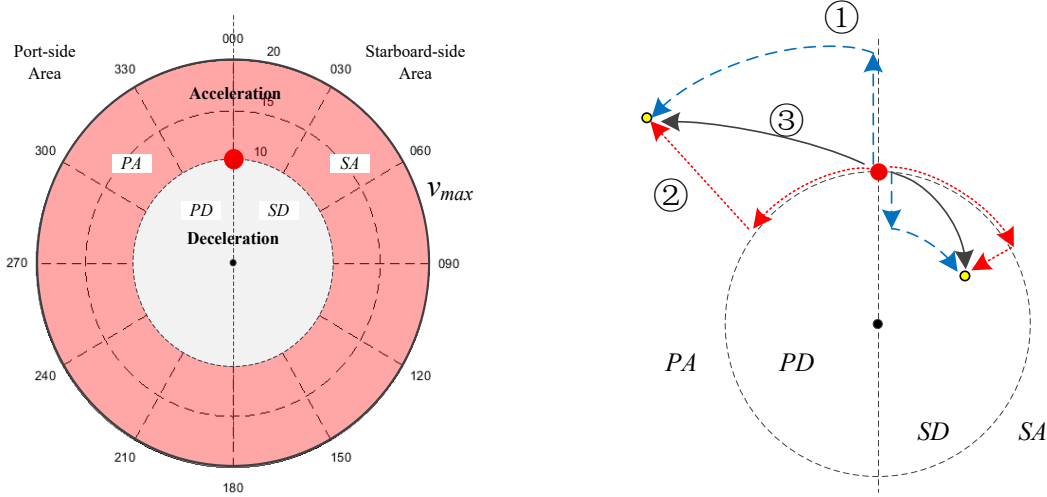 Port-side
Area
000
20
Starboard-side
Area
330
030
Acceleration
15
300
PA
10
SA
060
vmax
PD
SD
Deceleration
270
090
240
120
210
150
180
①
③
②
PA
PD
SD
SA